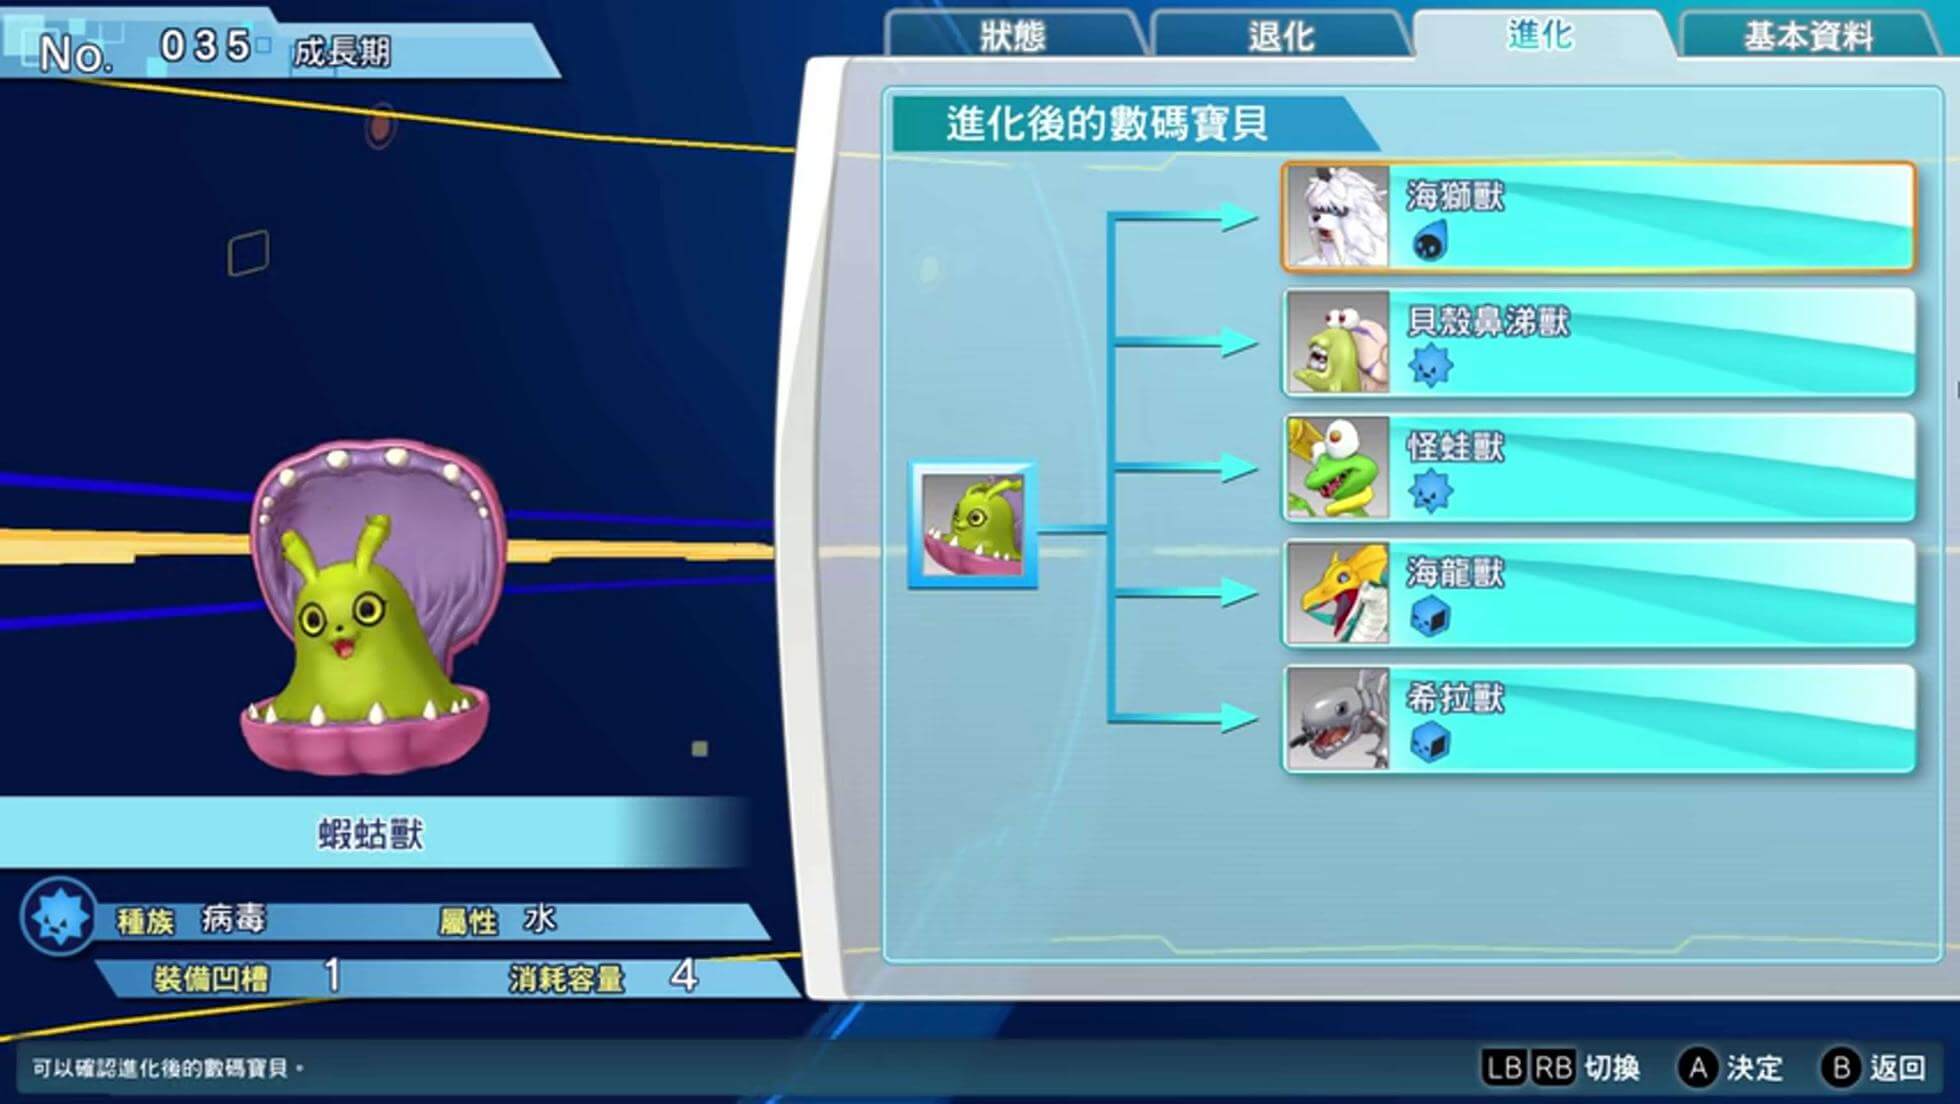 No. 035 成長期
狀態 退化 進化 基本資料
進化後的數碼寶貝
海獅獸
貝殼鼻涕獸
怪蛙獸
海龍獸
希拉獸
蝦蛄獸
種族 病毒 屬性 水
裝備凹槽 1 消耗容量 4
可以確認進化後的數碼寶貝。
LB RB 切換 A 決定 B 返回